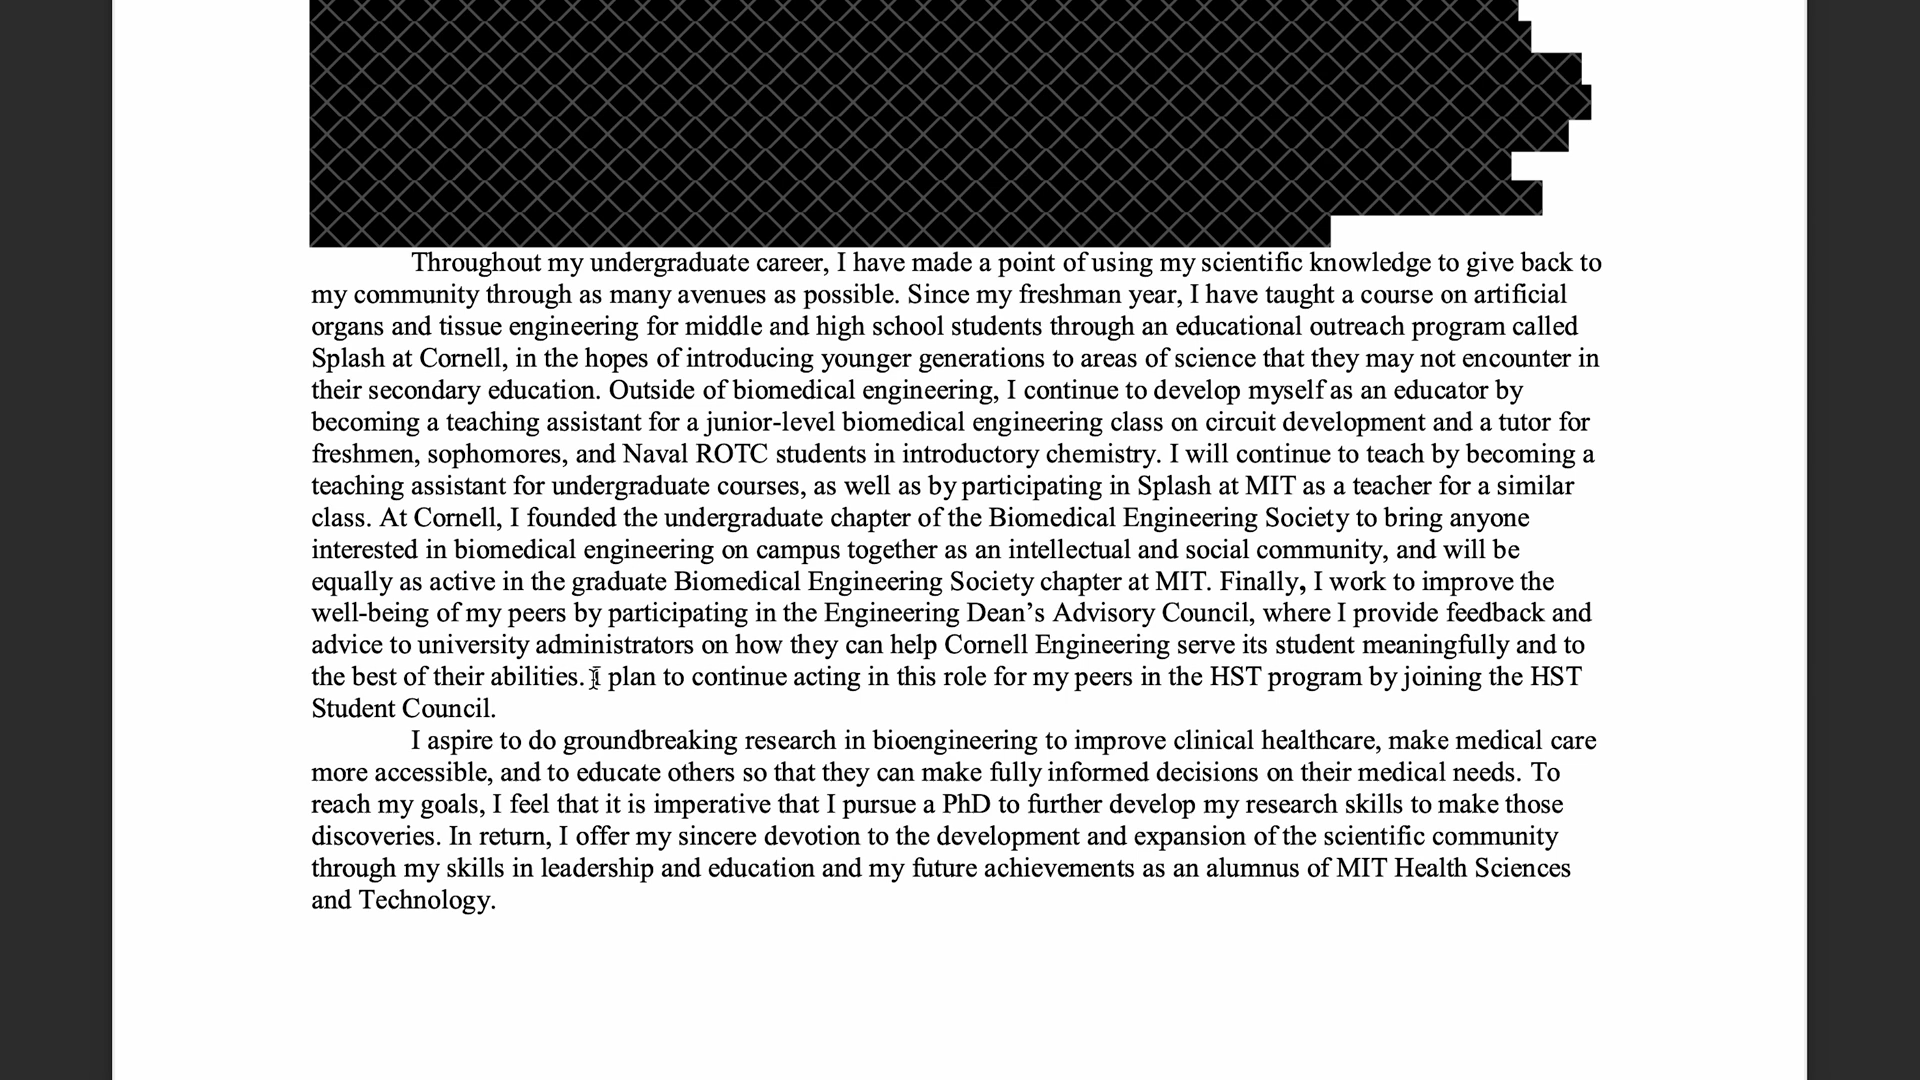 Throughout my undergraduate career, I have made a point of using my scientific knowledge to give back to
my community through as many avenues as possible. Since my freshman year, I have taught a course on artificial
organs and tissue engineering for middle and high school students through an educational outreach program called
Splash at Cornell, in the hopes of introducing younger generations to areas of science that they may not encounter in
their secondary education. Outside of biomedical engineering, I continue to develop myself as an educator by
becoming a teaching assistant for a junior-level biomedical engineering class on circuit development and a tutor for
freshmen, sophomores, and Naval ROTC students in introductory chemistry. I will continue to teach by becoming a
teaching assistant for undergraduate courses, as well as by participating in Splash at MIT as a teacher for a similar
class. At Cornell, I founded the undergraduate chapter of the Biomedical Engineering Society to bring anyone
interested in biomedical engineering on campus together as an intellectual and social community, and will be
equally as active in the graduate Biomedical Engineering Society chapter at MIT. Finally, I work to improve the
well-being of my peers by participating in the Engineering Dean’s Advisory Council, where I provide feedback and
advice to university administrators on how they can help Cornell Engineering serve its student meaningfully and to
the best of their abilities. I plan to continue acting in this role for my peers in the HST program by joining the HST
Student Council.
I aspire to do groundbreaking research in bioengineering to improve clinical healthcare, make medical care
more accessible, and to educate others so that they can make fully informed decisions on their medical needs. To
reach my goals, I feel that it is imperative that I pursue a PhD to further develop my research skills to make those
discoveries. In return, I offer my sincere devotion to the development and expansion of the scientific community
through my skills in leadership and education and my future achievements as an alumnus of MIT Health Sciences
and Technology.